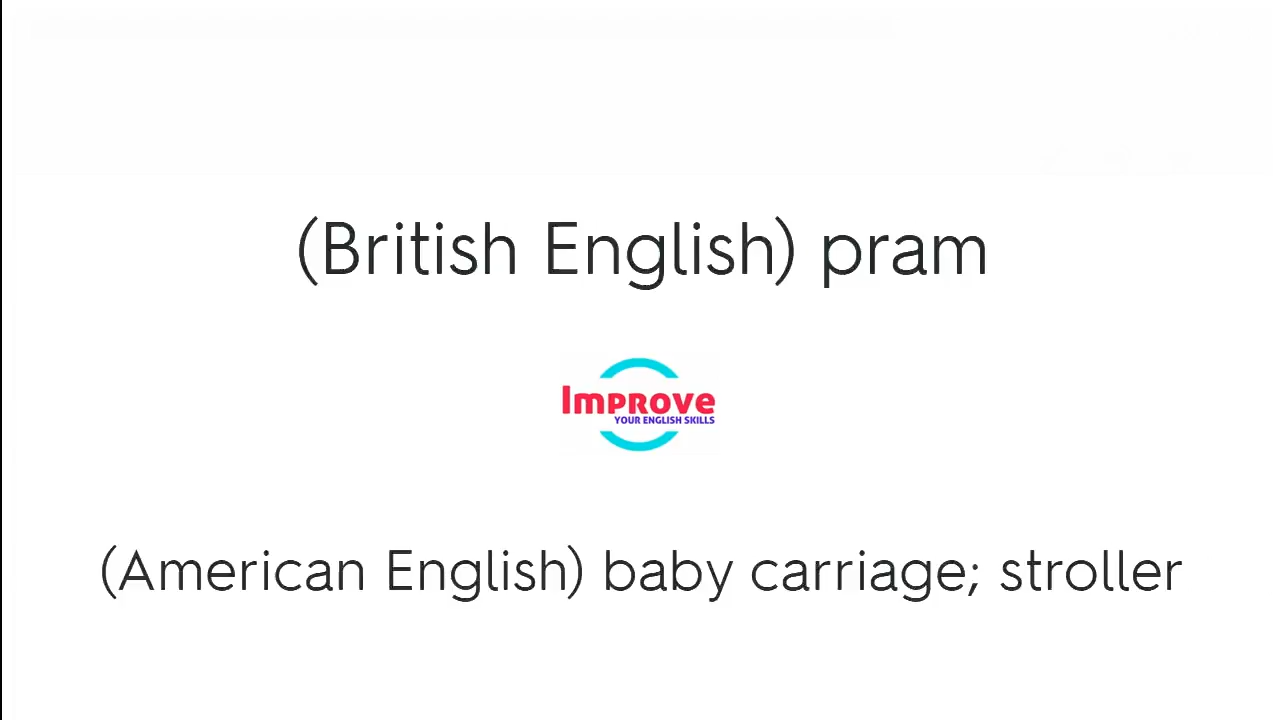 (British English) pram
Improve
YOUR ENGLISH SKILLS
(American English) baby carriage; stroller